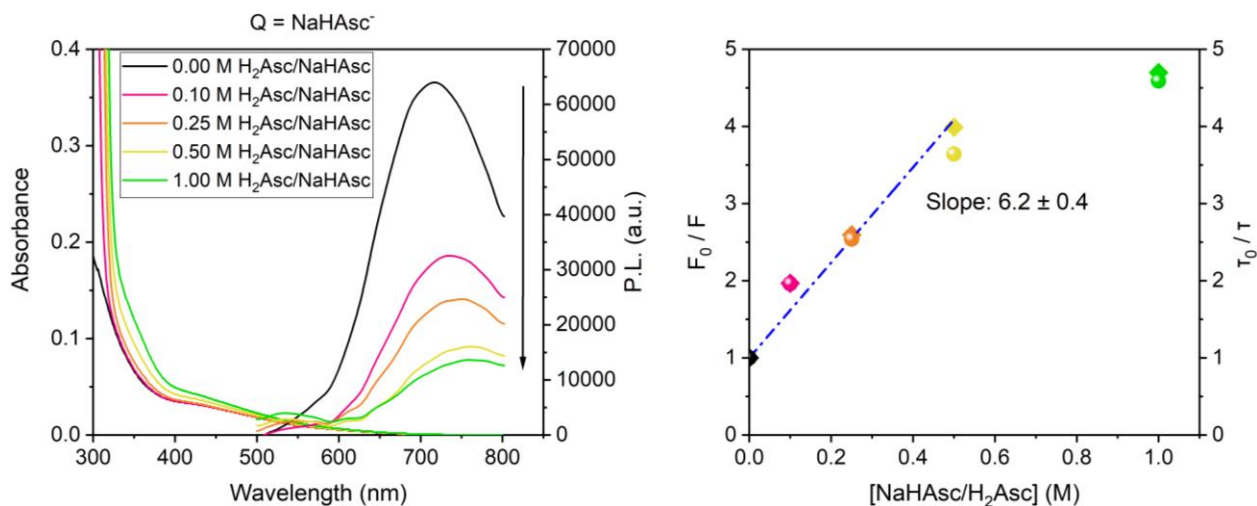 Q = NaHAsc⁻
0.4
0.3
0.2
0.1
0.0
Absorbance
0.00 M H₂Asc/NaHAsc
0.10 M H₂Asc/NaHAsc
0.25 M H₂Asc/NaHAsc
0.50 M H₂Asc/NaHAsc
1.00 M H₂Asc/NaHAsc
70000
60000
50000
40000
30000
20000
10000
0
P.L. (a.u.)
300 400 500 600 700 800
Wavelength (nm)
5
4
3
2
1
0
F₀ / F
Slope: 6.2 ± 0.4
5
4
3
2
1
0
τ₀ / τ
0.0 0.2 0.4 0.6 0.8 1.0
[NaHAsc/H₂Asc] (M)